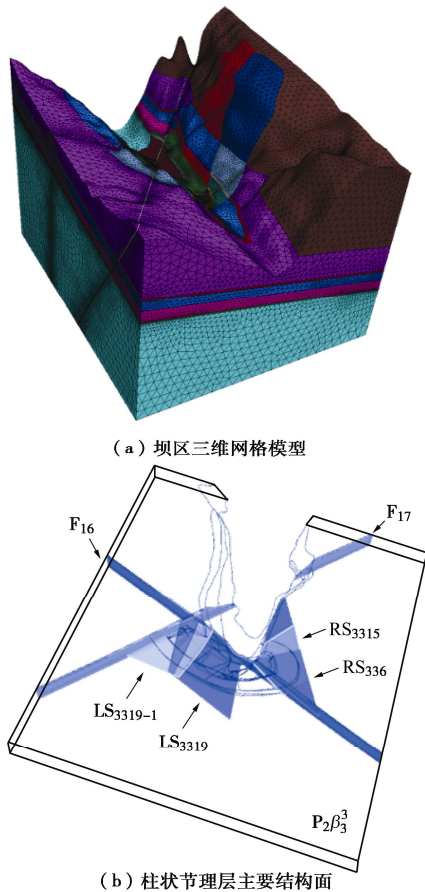 （a）坝区三维网格模型
F₁₆
F₁₇
RS₃₃₁₅
RS₃₃₆
LS₃₃₁₉₋₁
LS₃₃₁₉
P₂β₃³
（b）柱状节理层主要结构面